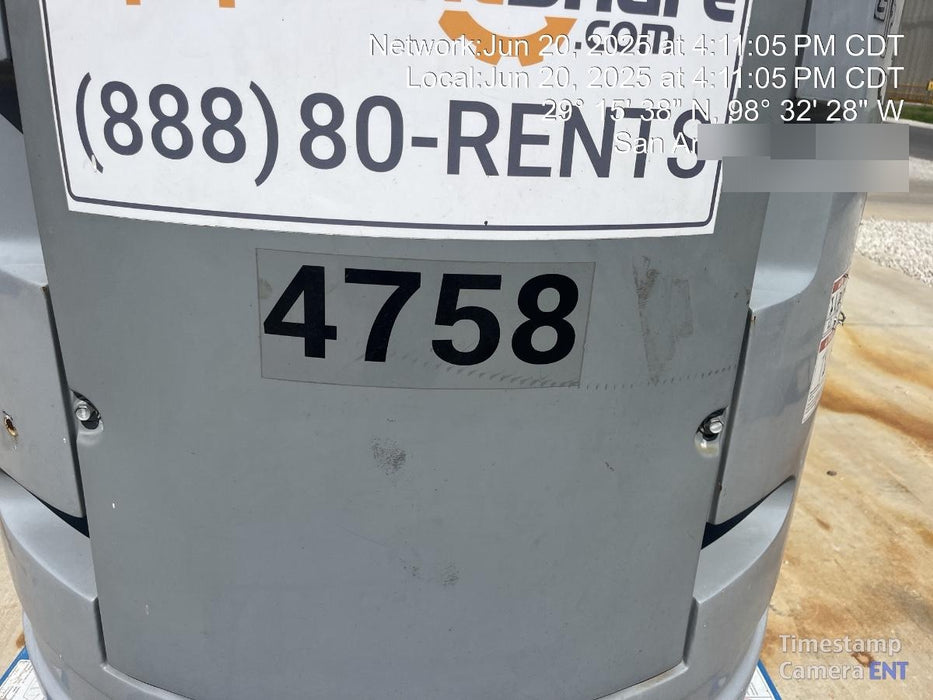 .com
(888) 80-RENTS
4758
Network:Jun 20, 2025 at 4:11:05 PM CDT
Local:Jun 20, 2025 at 4:11:05 PM CDT
29° 15' 38" N, 98° 32' 28" W
San
Timestamp
Camera ENT